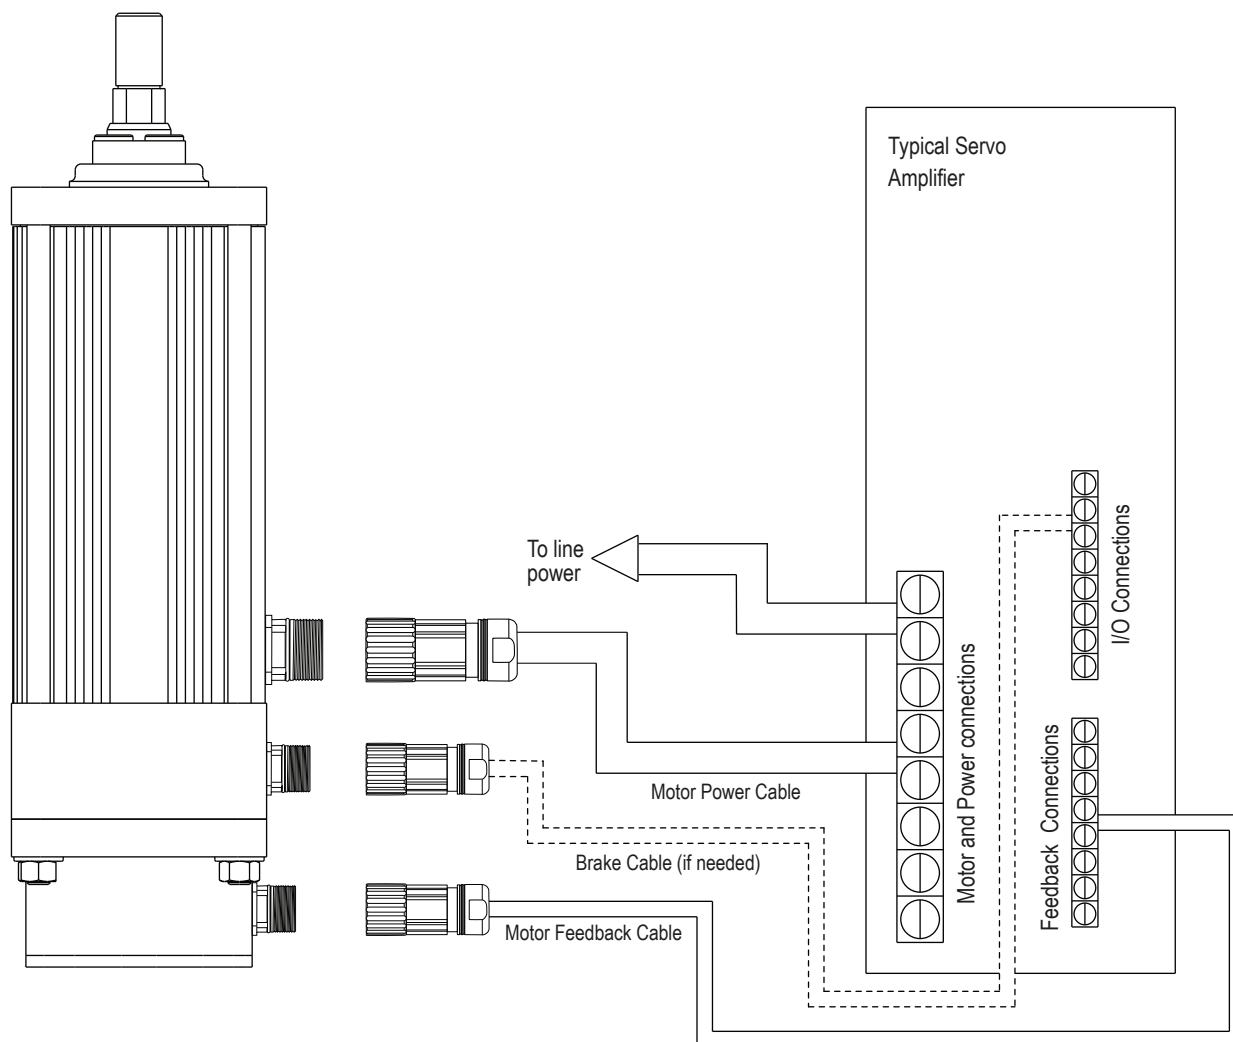 Typical Servo
Amplifier
To line
power
I/O Connections
Motor and Power connections
Feedback Connections
Motor Power Cable
Brake Cable (if needed)
Motor Feedback Cable